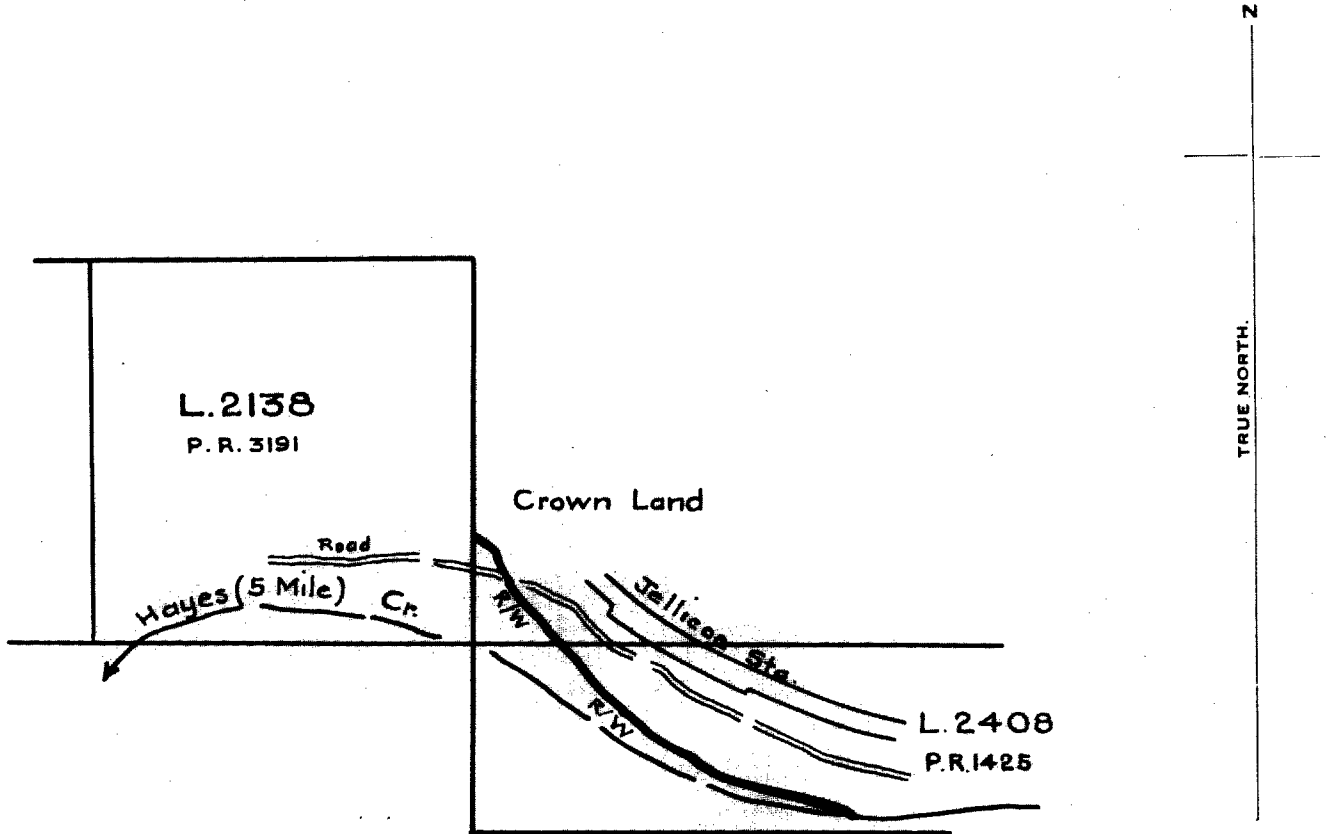 N
TRUE NORTH.
L.2138
P.R. 3191
Crown Land
Road
Hayes (5 Mile) Cr.
R/W
Jellicoe Sta.
R/W
L.2408
P.R.1425